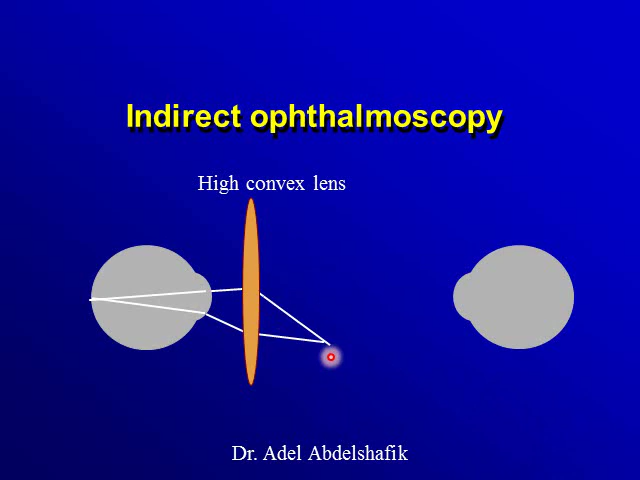 Indirect ophthalmoscopy
High convex lens
Dr. Adel Abdelshafik